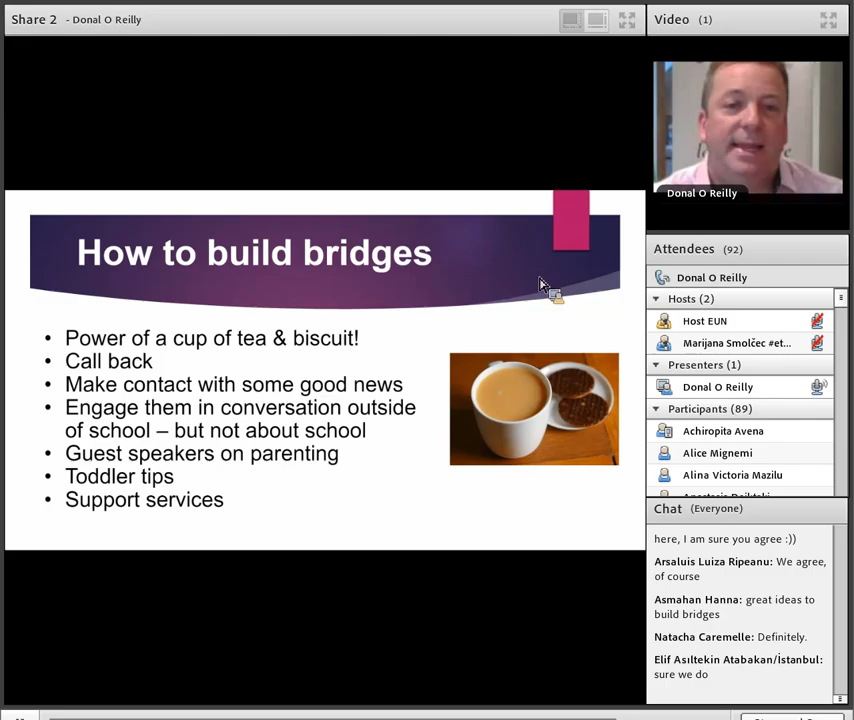 Share 2 - Donal O Reilly
How to build bridges
• Power of a cup of tea & biscuit!
• Call back
• Make contact with some good news
• Engage them in conversation outside
of school – but not about school
• Guest speakers on parenting
• Toddler tips
• Support services
Video (1)
Donal O Reilly
Attendees (92)
Donal O Reilly
Hosts (2)
Host EUN
Marijana Smolčec #et...
Presenters (1)
Donal O Reilly
Participants (89)
Achiropita Avena
Alice Mignemi
Alina Victoria Mazilu
Chat (Everyone)
here, I am sure you agree :))
Arsaluis Luiza Ripeanu: We agree,
of course
Asmahan Hanna: great ideas to
build bridges
Natacha Caremelle: Definitely.
Elif Asıltekin Atabakan/İstanbul:
sure we do